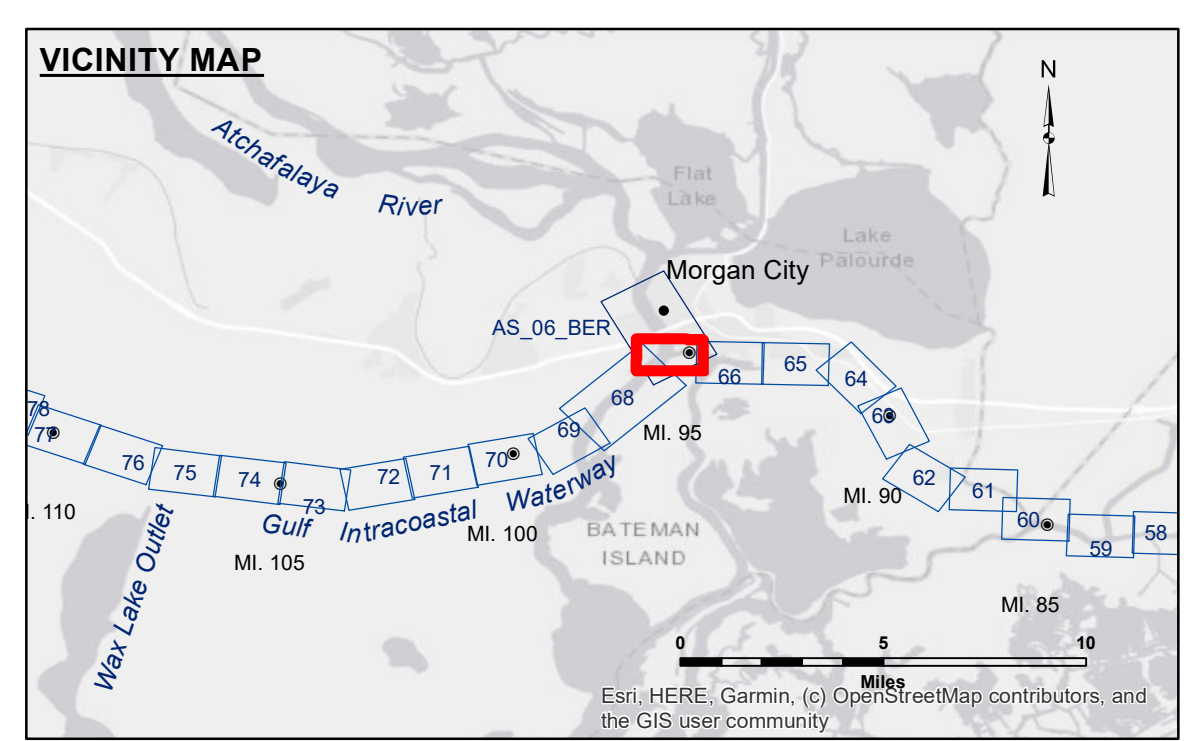 VICINITY MAP
N
Atchafalaya
River
Flat
Lake
Lake
Palourde
Morgan City
AS_06_BER
66
65
64
68
63
MI. 95
69
78
77
76
75
74
73
72
71
70
62
61
60
59
58
MI. 90
Gulf Intracoastal Waterway
Wax Lake Outlet
I. 110
MI. 105
MI. 100
BATEMAN
ISLAND
MI. 85
0 5 10
Miles
Esri, HERE, Garmin, (c) OpenStreetMap contributors, and
the GIS user community